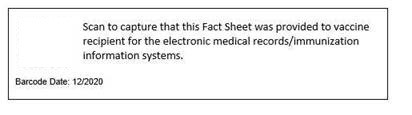 Scan to capture that this Fact Sheet was provided to vaccine
recipient for the electronic medical records/immunization
information systems.
Barcode Date: 12/2020